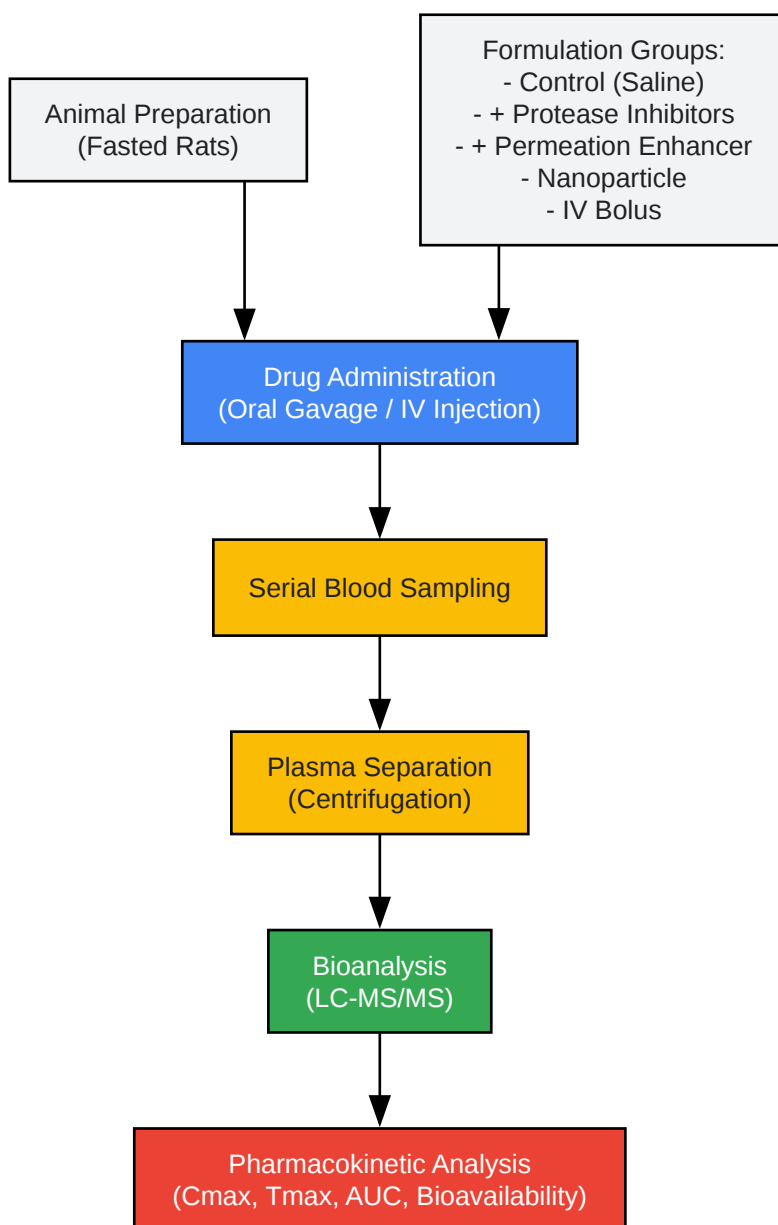 Animal Preparation
(Fasted Rats)
Formulation Groups:
- Control (Saline)
- + Protease Inhibitors
- + Permeation Enhancer
- Nanoparticle
- IV Bolus
Drug Administration
(Oral Gavage / IV Injection)
Serial Blood Sampling
Plasma Separation
(Centrifugation)
Bioanalysis
(LC-MS/MS)
Pharmacokinetic Analysis
(Cmax, Tmax, AUC, Bioavailability)